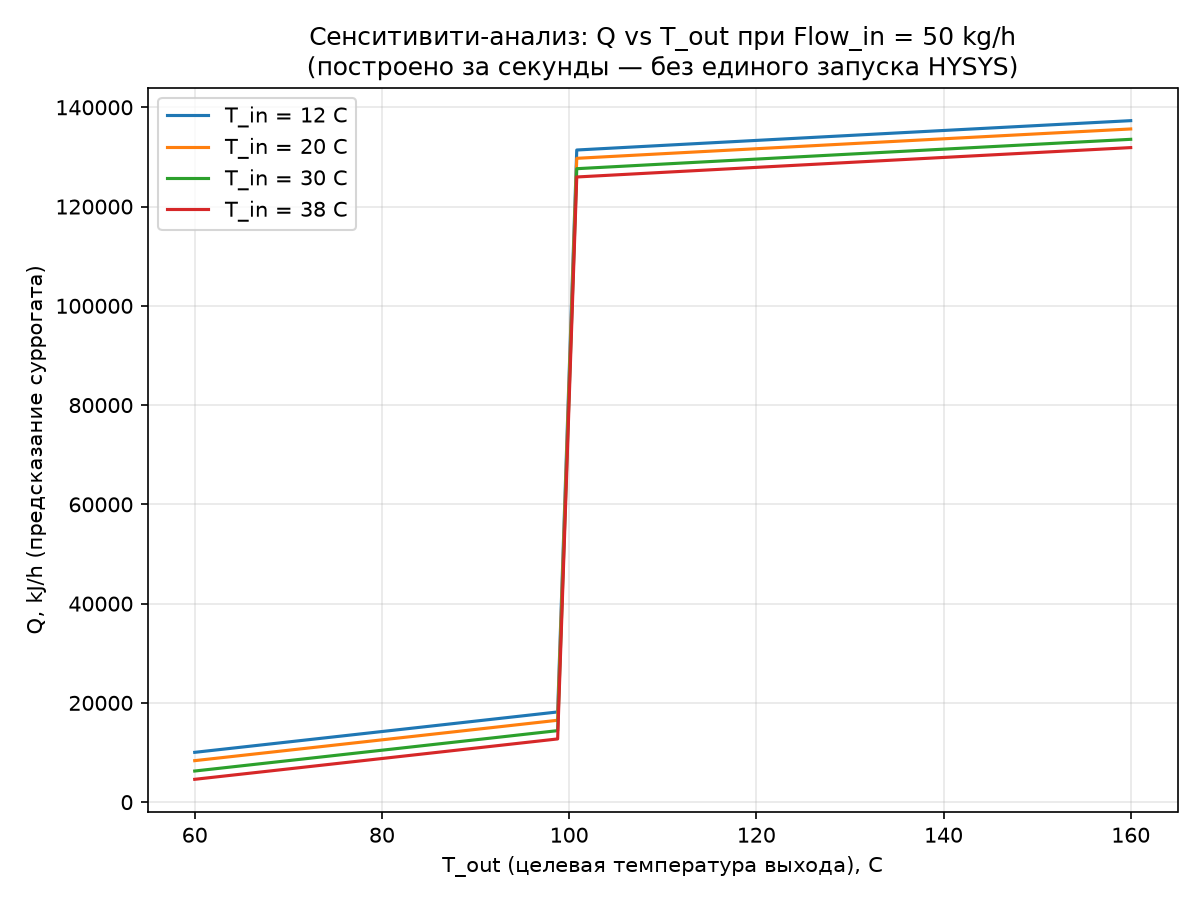 Сенситивити-анализ: Q vs T_out при Flow_in = 50 kg/h
(построено за секунды — без единого запуска HYSYS)
T_in = 12 C
T_in = 20 C
T_in = 30 C
T_in = 38 C
140000
120000
100000
80000
60000
40000
20000
0
Q, kJ/h (предсказание суррогата)
60
80
100
120
140
160
T_out (целевая температура выхода), C